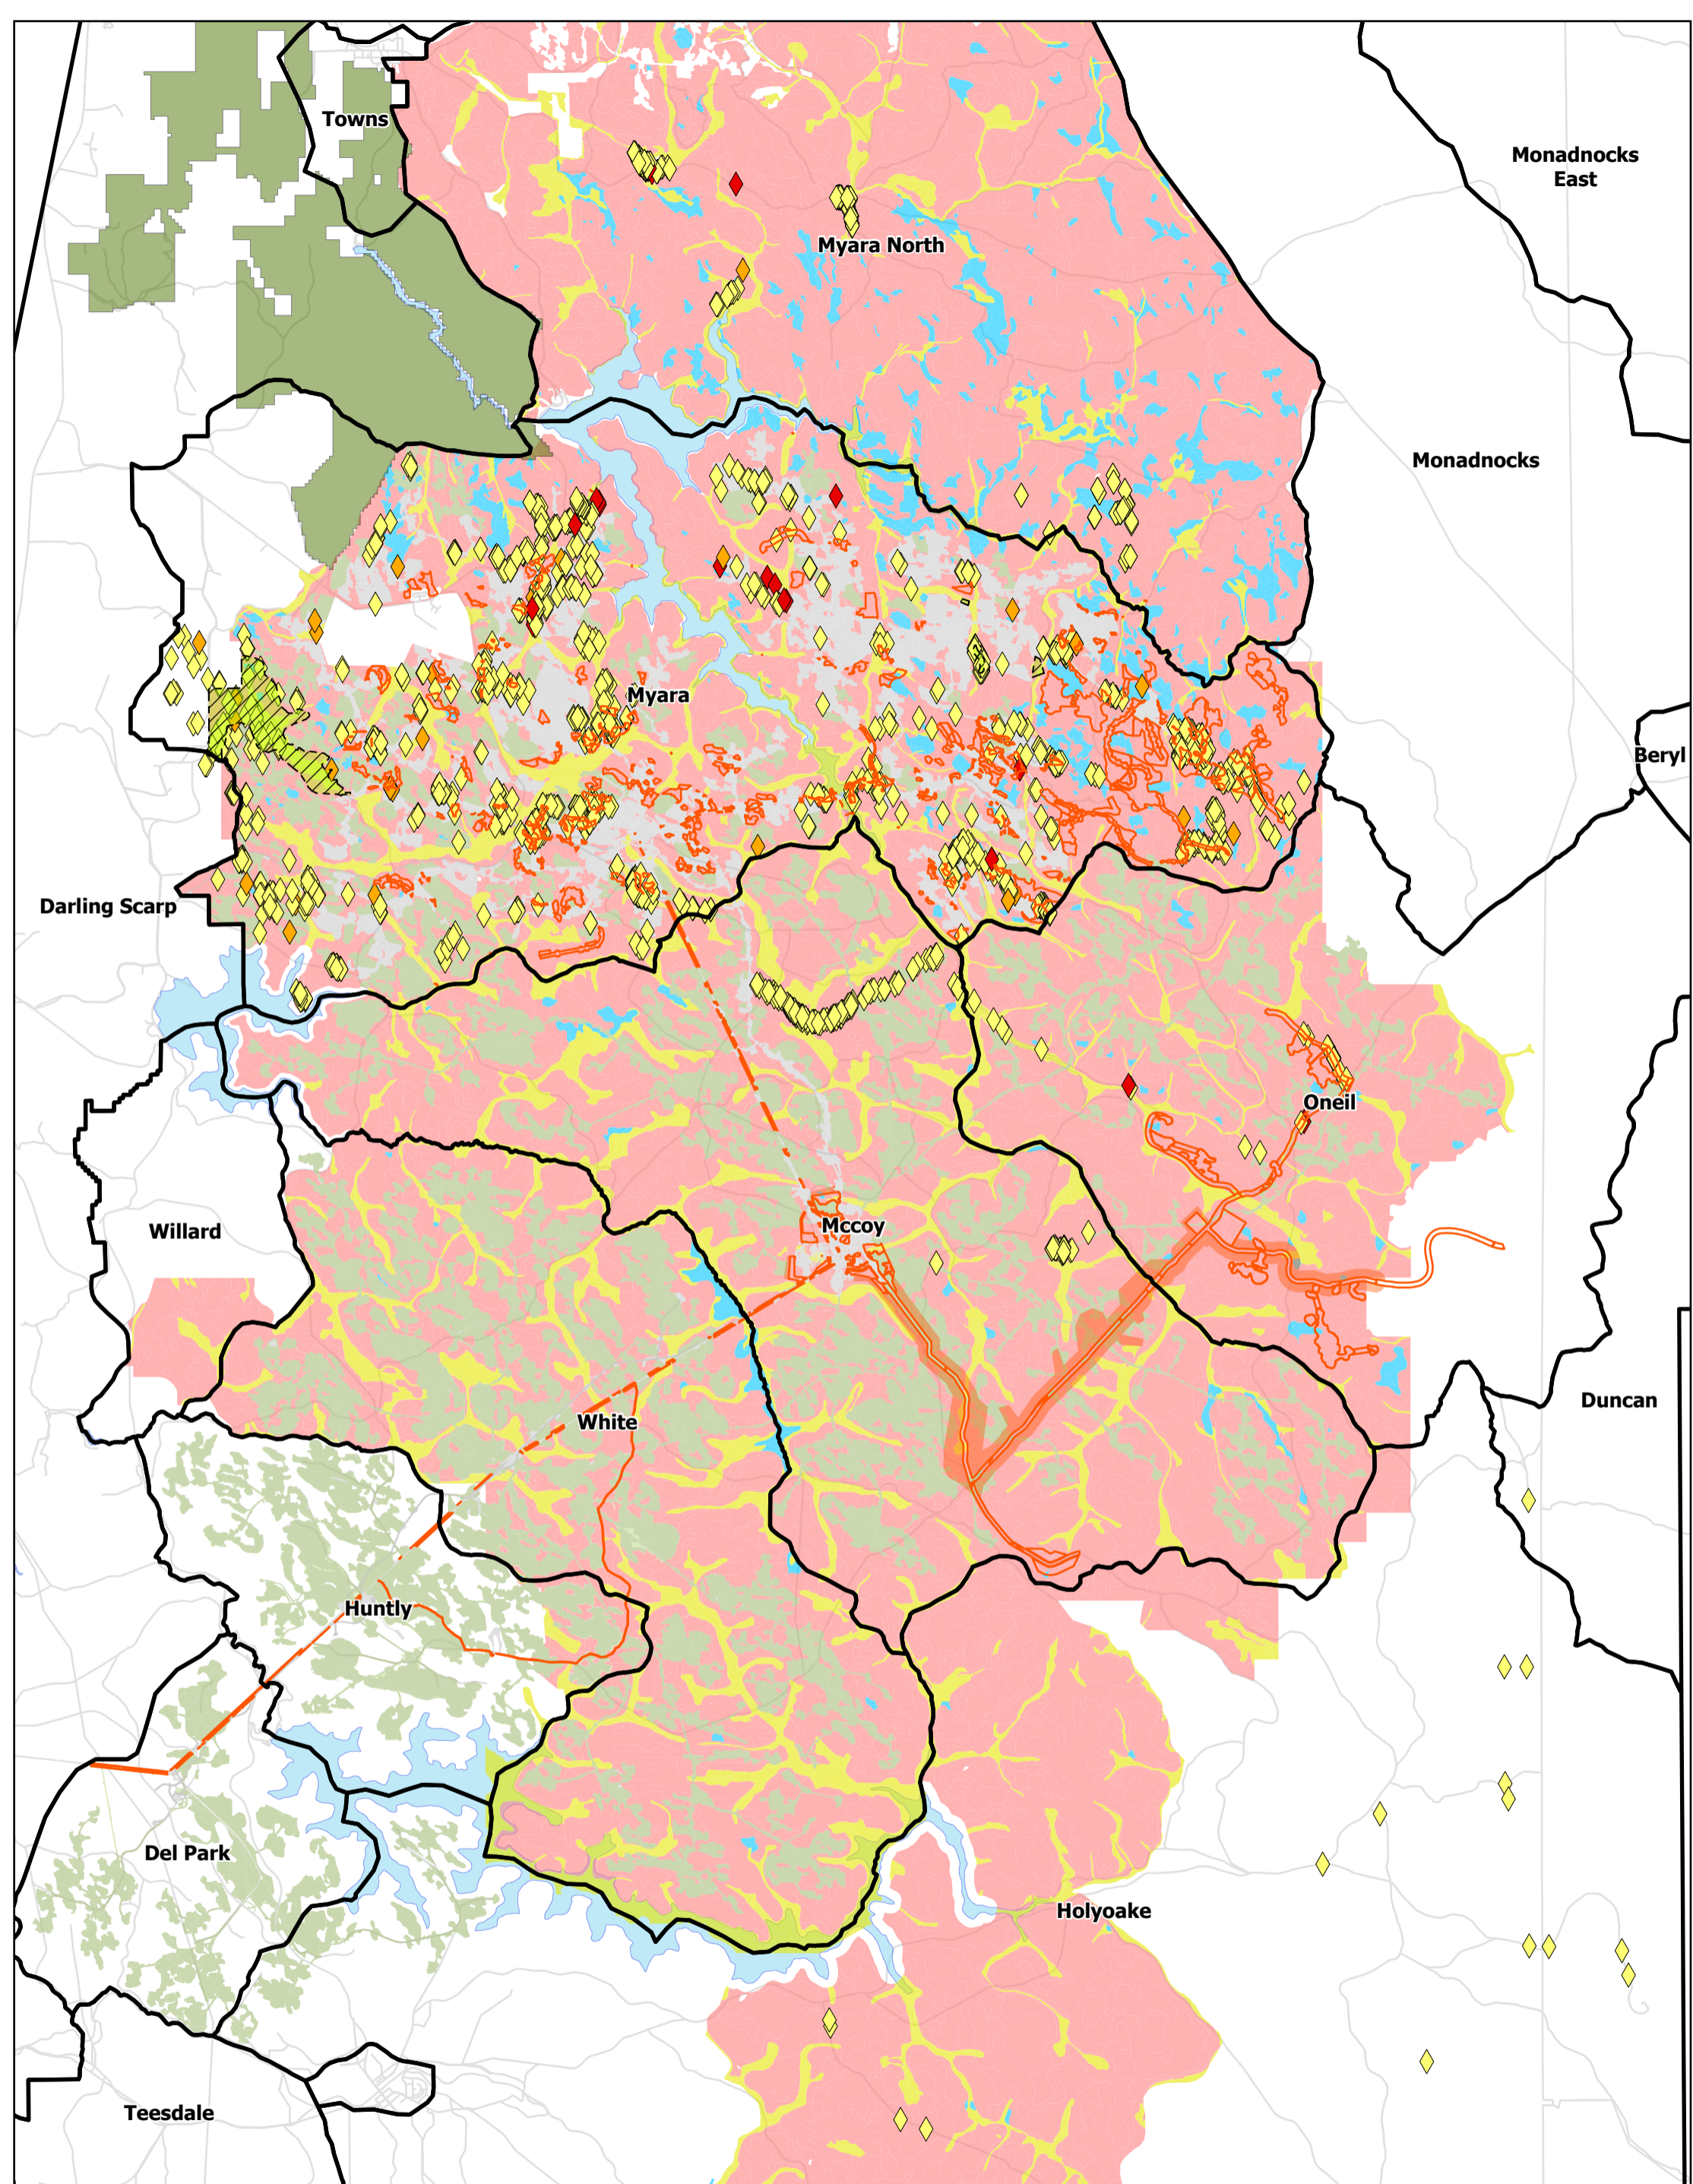 Towns
Monadnocks
East
Myara North
Monadnocks
Myara
Beryl
Darling Scarp
Oneil
Mccoy
Willard
Duncan
White
Huntly
Del Park
Holyoake
Teesdale